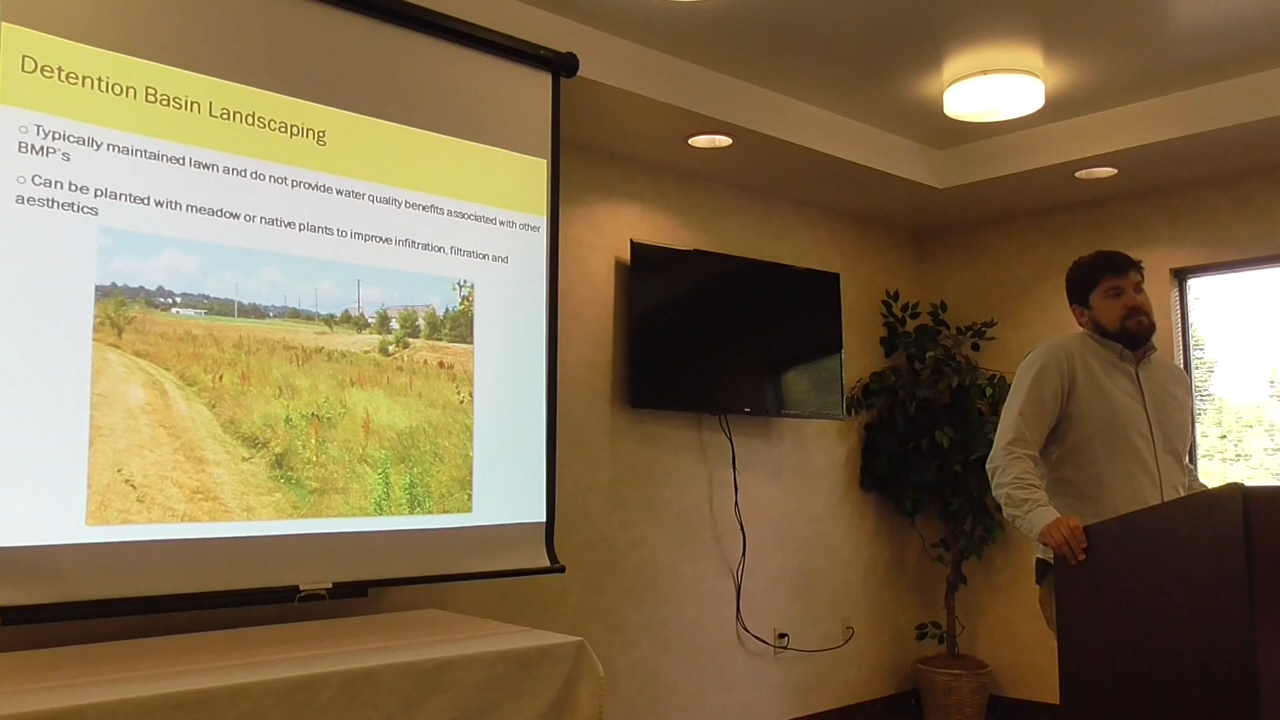 Detention Basin Landscaping
○ Typically maintained lawn and do not provide water quality benefits associated with other
BMP's
○ Can be planted with meadow or native plants to improve infiltration, filtration and
aesthetics